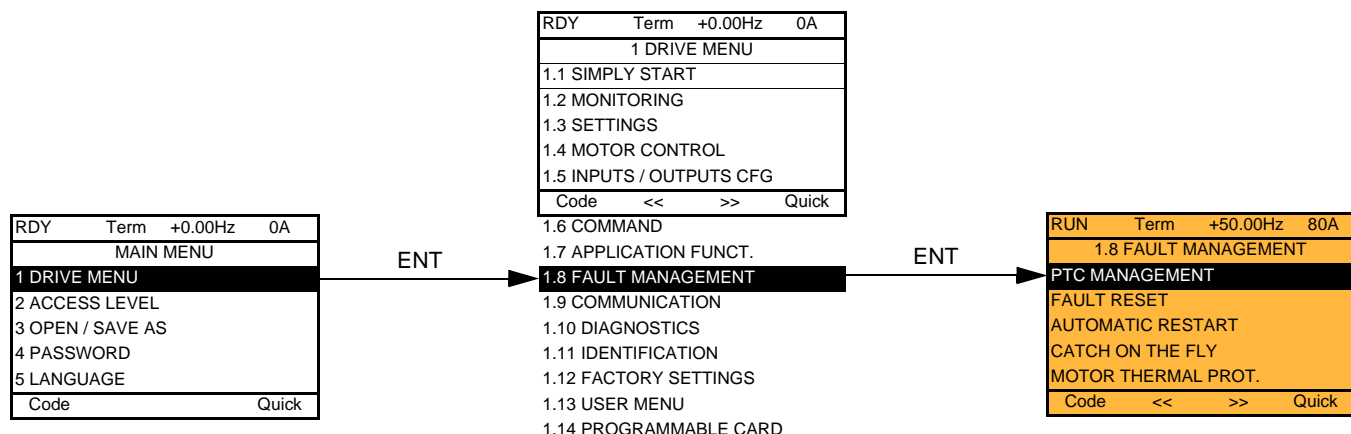 RDY Term +0.00Hz 0A
1 DRIVE MENU
1.1 SIMPLY START
1.2 MONITORING
1.3 SETTINGS
1.4 MOTOR CONTROL
1.5 INPUTS / OUTPUTS CFG
Code << >> Quick
1.6 COMMAND
1.7 APPLICATION FUNCT.
1.8 FAULT MANAGEMENT
1.9 COMMUNICATION
1.10 DIAGNOSTICS
1.11 IDENTIFICATION
1.12 FACTORY SETTINGS
1.13 USER MENU
1.14 PROGRAMMABLE CARD
RDY Term +0.00Hz 0A
MAIN MENU
1 DRIVE MENU
2 ACCESS LEVEL
3 OPEN / SAVE AS
4 PASSWORD
5 LANGUAGE
Code Quick
ENT
ENT
RUN Term +50.00Hz 80A
1.8 FAULT MANAGEMENT
PTC MANAGEMENT
FAULT RESET
AUTOMATIC RESTART
CATCH ON THE FLY
MOTOR THERMAL PROT.
Code << >> Quick